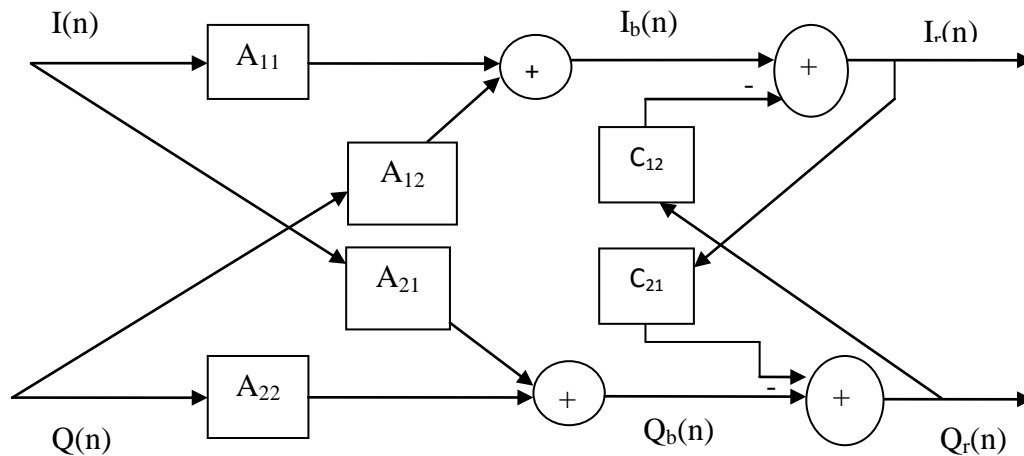 I(n)
A11
+
Ib(n)
+
Ir(n)
-
A12
C12
A21
C21
A22
+
-
+
Q(n)
Qb(n)
Qr(n)